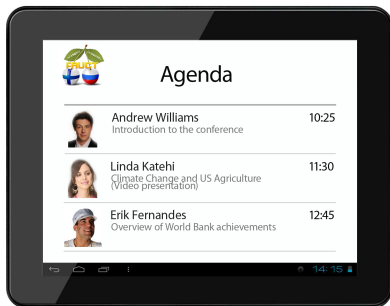 FRUCT
Agenda
Andrew Williams 10:25
Introduction to the conference
Linda Katehi 11:30
Climate Change and US Agriculture
(Video presentation)
Erik Fernandes 12:45
Overview of World Bank achievements
14:15